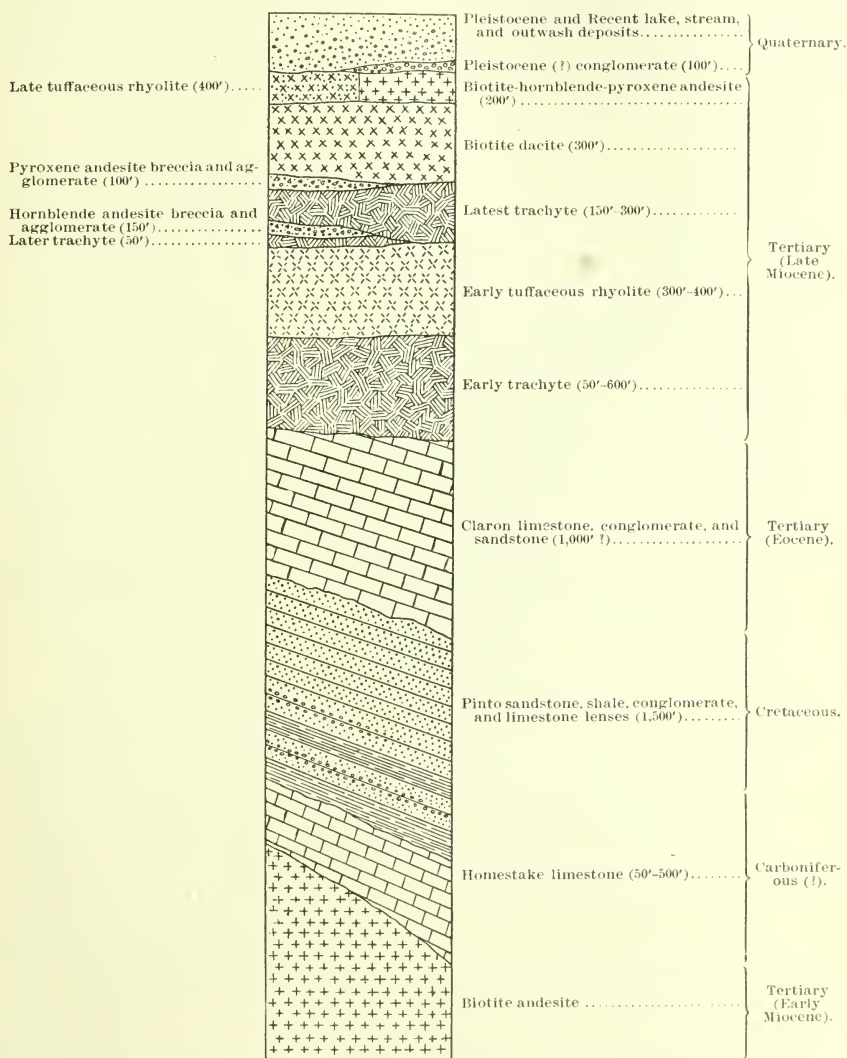 Pleistocene and Recent lake, stream,
and outwash deposits...............
Quaternary.
Pleistocene (?) conglomerate (100′)....
Late tuffaceous rhyolite (400′).....
Biotite-hornblende-pyroxene andesite
(200′) ..............................
Biotite dacite (300′)....................
Pyroxene andesite breccia and ag-
glomerate (100′) ................
Latest trachyte (150′-300′).............
Hornblende andesite breccia and
agglomerate (150′)...............
Later trachyte (50′)................
Tertiary
(Late
Miocene).
Early tuffaceous rhyolite (300′-400′)...
Early trachyte (50′-600′)...............
Claron limestone, conglomerate, and
sandstone (1,000′ ?)...................
Tertiary
(Eocene).
Pinto sandstone, shale, conglomerate,
and limestone lenses (1,500′)........
Cretaceous.
Homestake limestone (50′-500′).......
Carbonifer-
ous (?).
Biotite andesite ......................
Tertiary
(Early
Miocene).